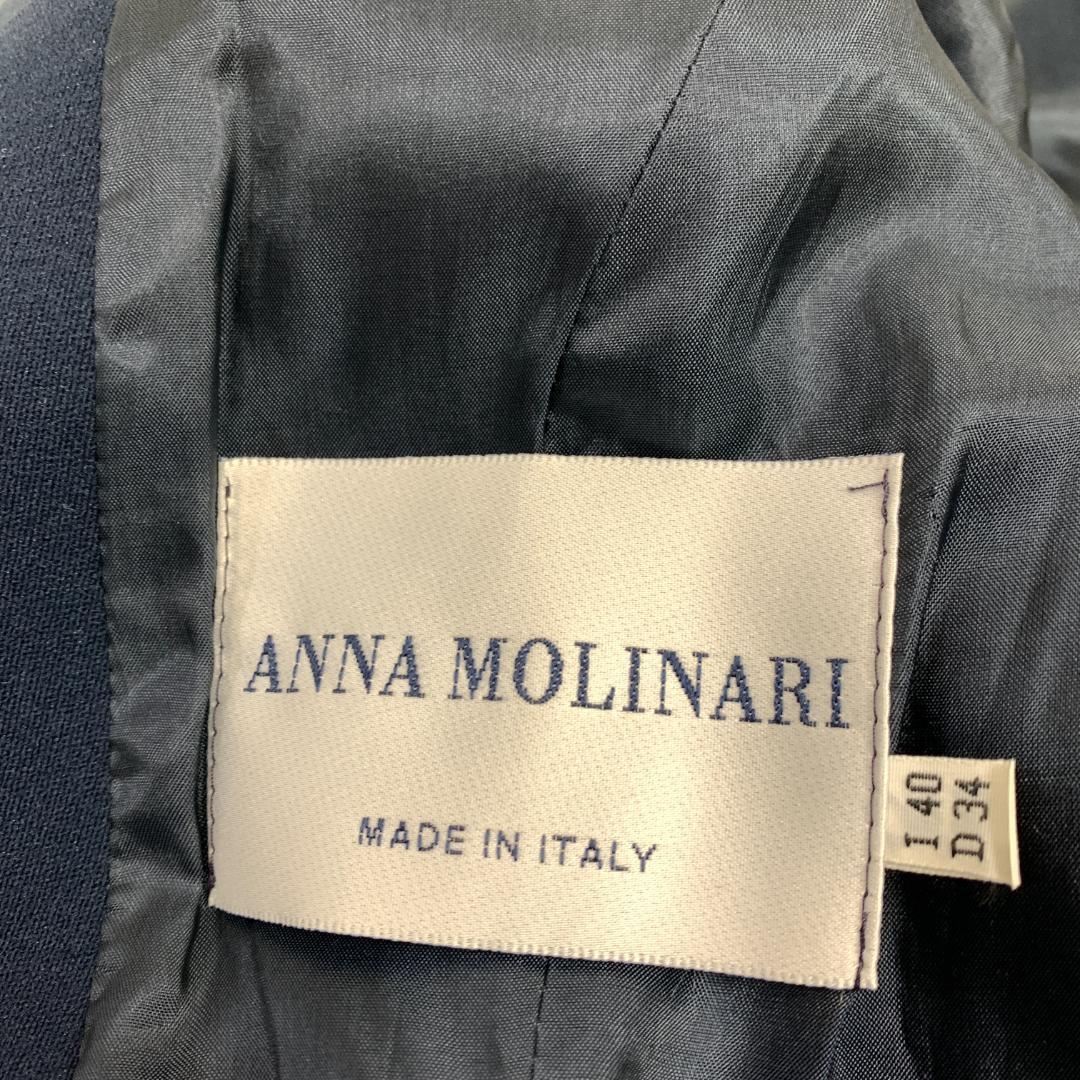 ANNA MOLINARI
MADE IN ITALY
I 40
D 34